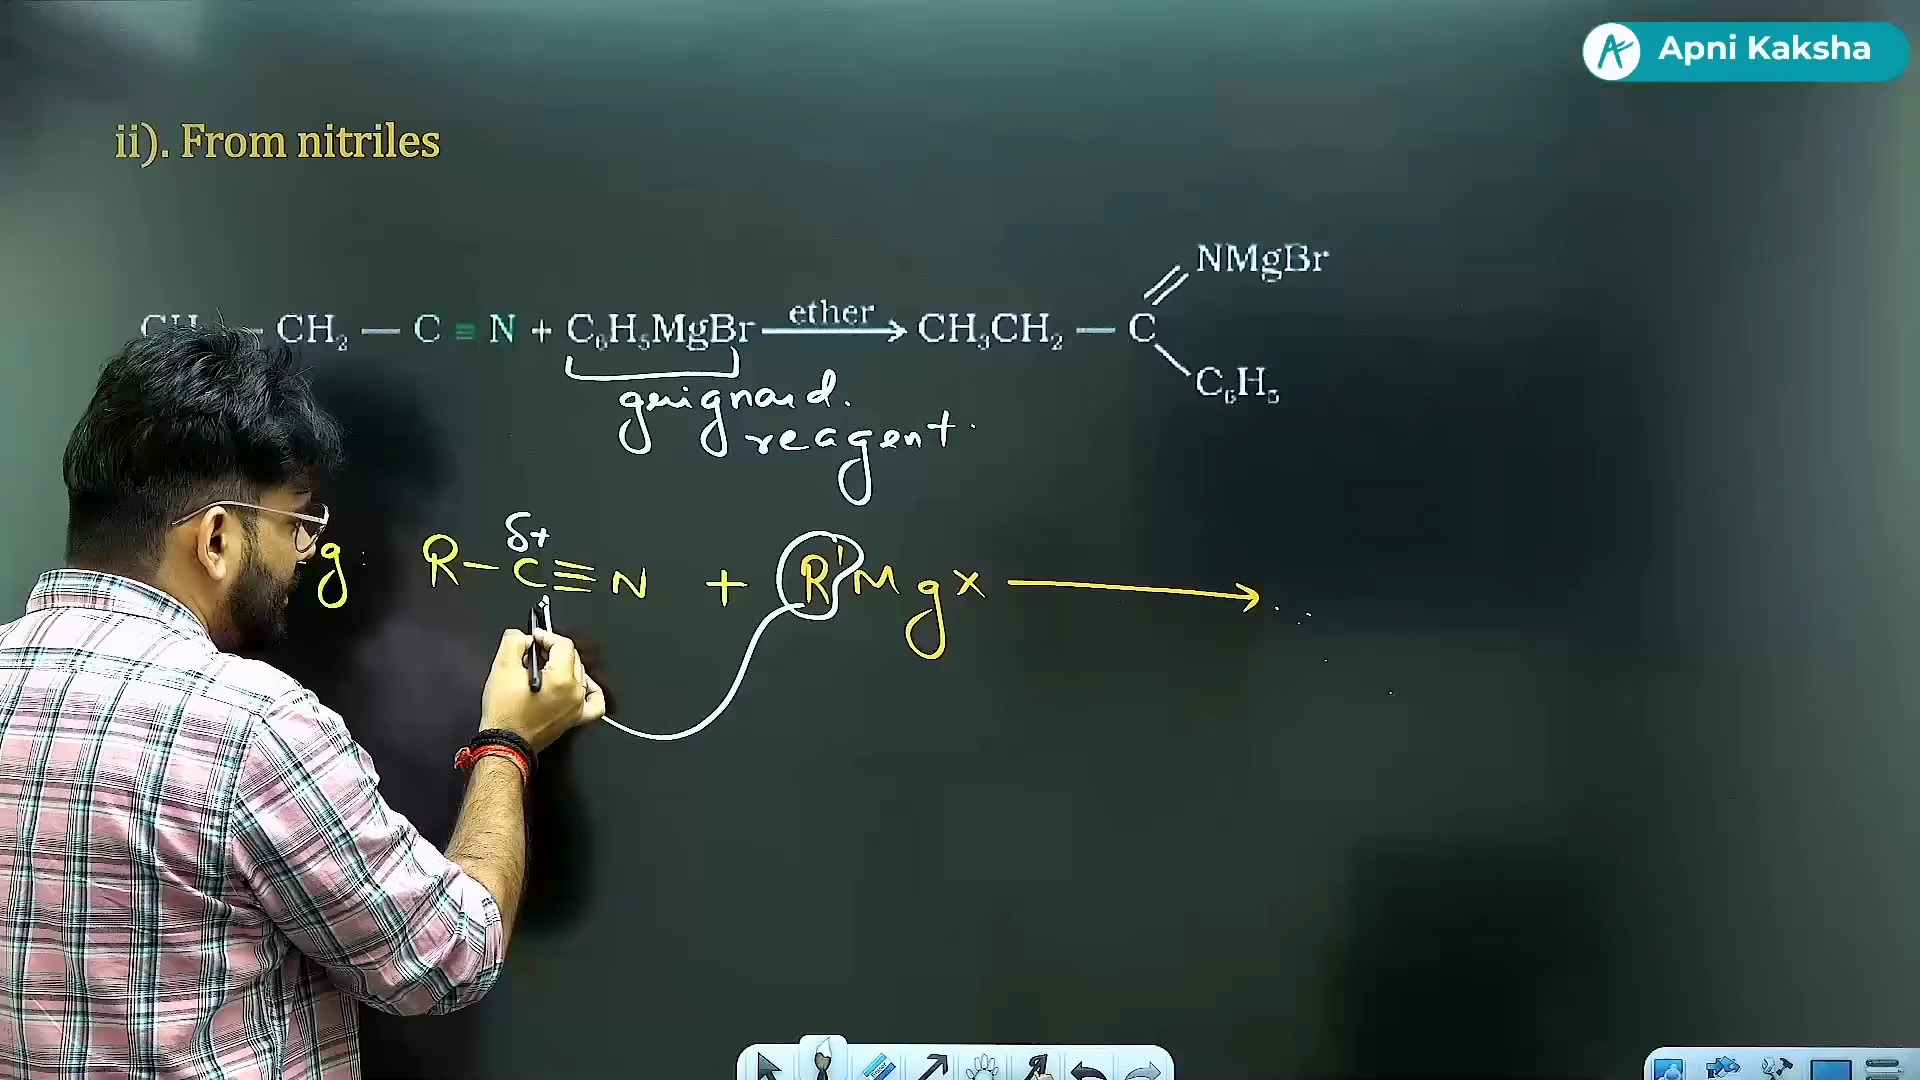 Apni Kaksha
ii). From nitriles
NMgBr
CH₂ — C ≡ N + C₆H₅MgBr ether → CH₃CH₂ — C
C₆H₅
grignard.
reagent.
δ+
g: R–C≡N + R'MgX →